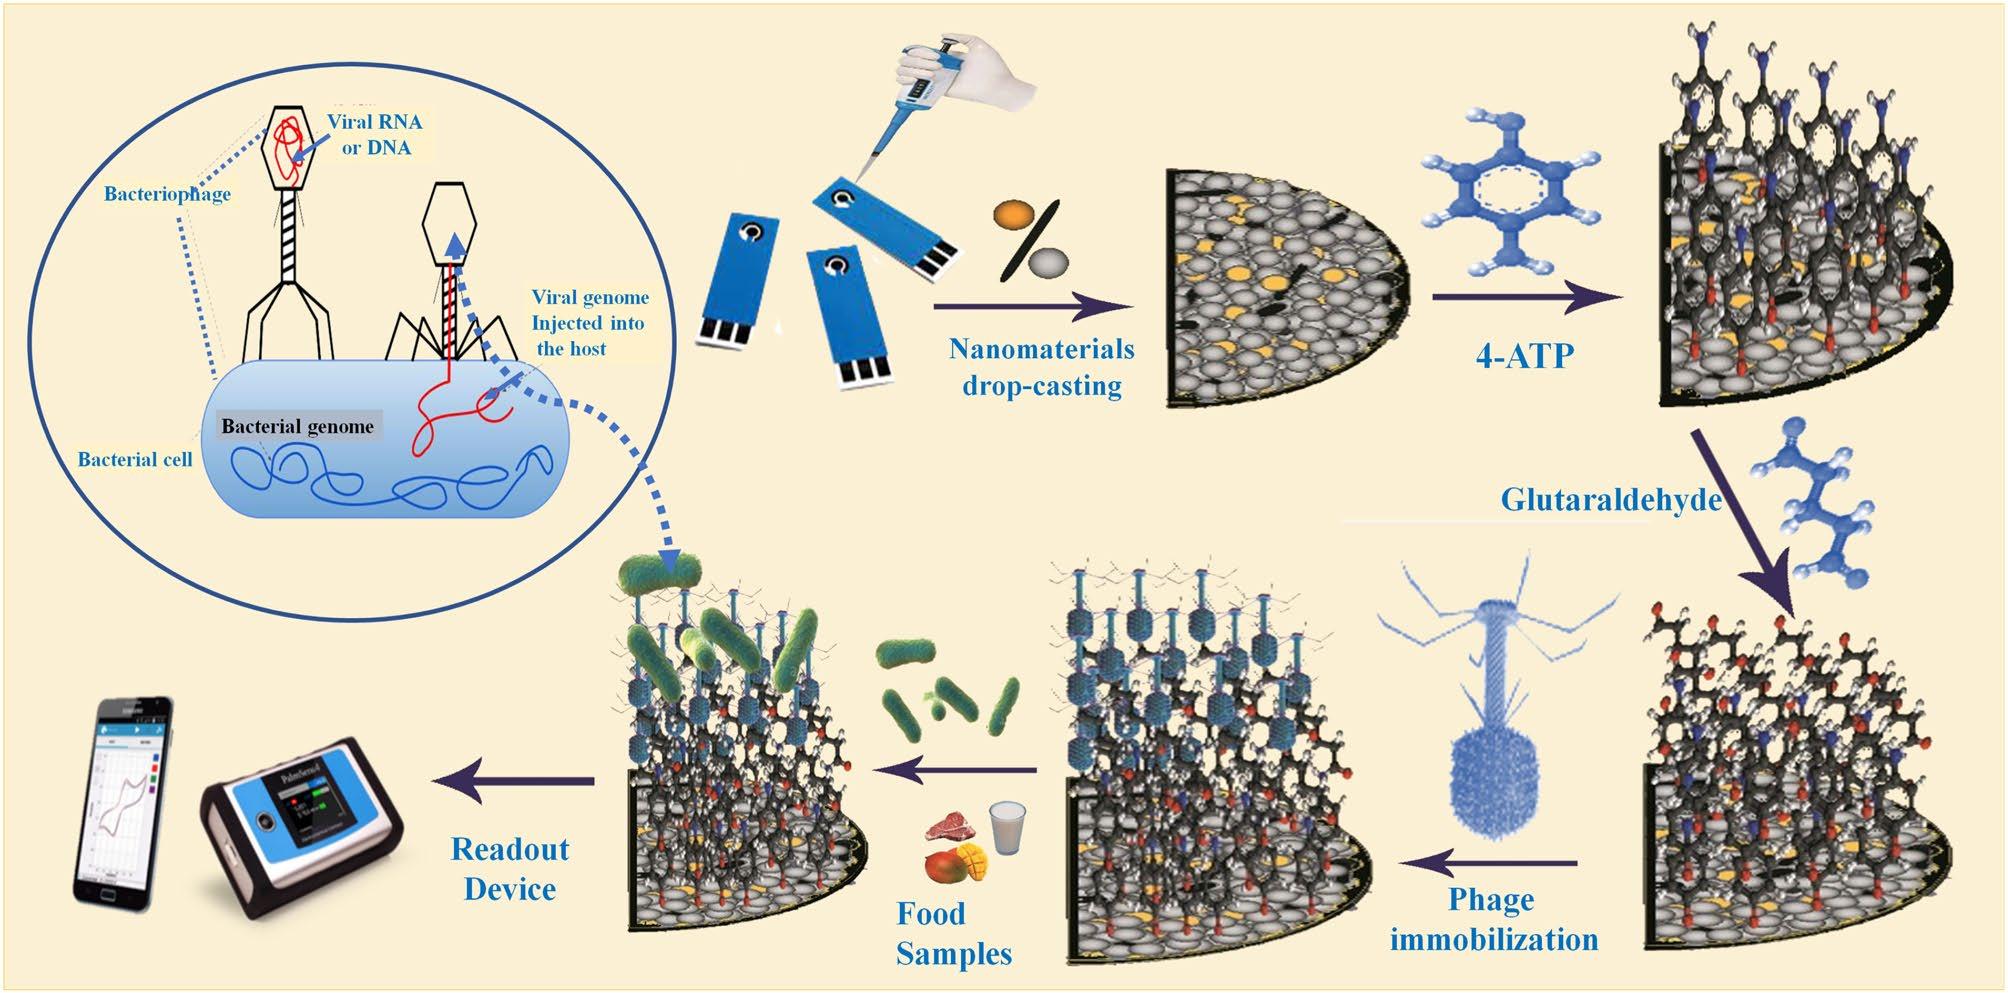 Viral RNA
or DNA
Bacteriophage
Viral genome
Injected into
the host
Bacterial genome
Bacterial cell
Nanomaterials
drop-casting
4-ATP
Glutaraldehyde
Phage
immobilization
Food
Samples
Readout
Device
PalmSens4